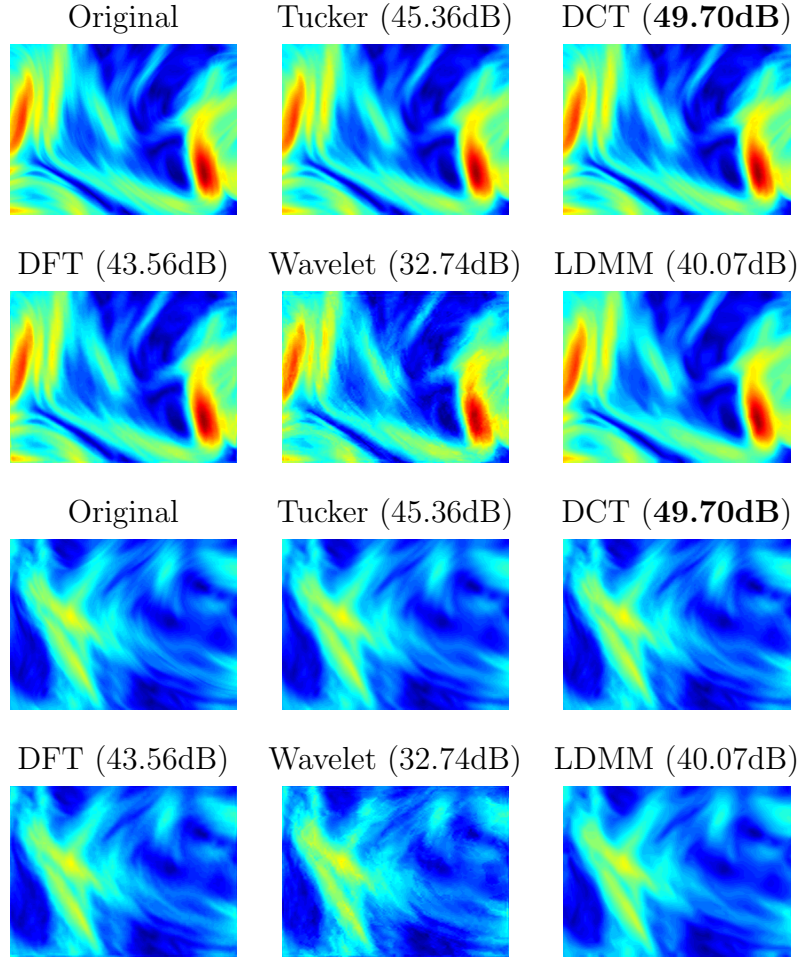 Original Tucker (45.36dB) DCT (49.70dB)
DFT (43.56dB) Wavelet (32.74dB) LDMM (40.07dB)
Original Tucker (45.36dB) DCT (49.70dB)
DFT (43.56dB) Wavelet (32.74dB) LDMM (40.07dB)